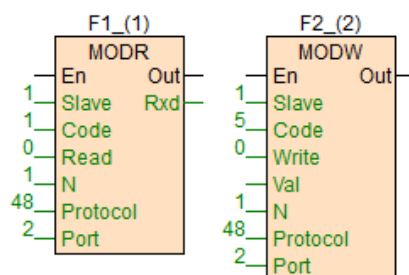 F1_(1)
MODR
En Out
1 Slave Rxd
1 Code
0 Read
1 N
48 Protocol
2 Port
F2_(2)
MODW
En Out
1 Slave
5 Code
0 Write
Val
1 N
48 Protocol
2 Port